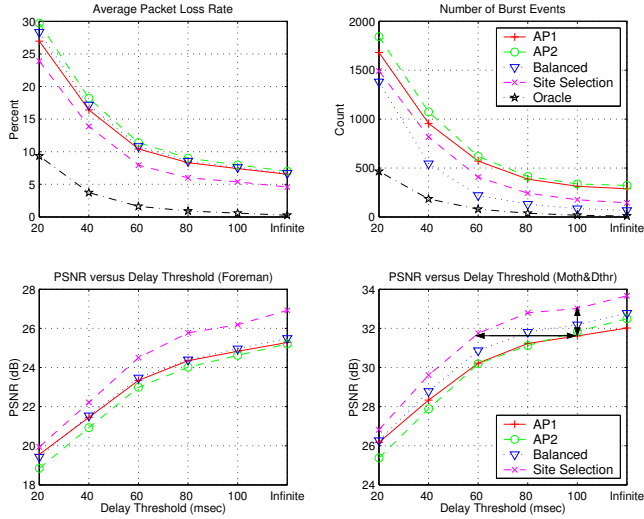 Average Packet Loss Rate
30
25
20
15
10
5
0
Percent
20 40 60 80 100 Infinite
Number of Burst Events
2000
1500
1000
500
0
Count
20 40 60 80 100 Infinite
AP1
AP2
Balanced
Site Selection
Oracle
PSNR versus Delay Threshold (Foreman)
28
26
24
22
20
18
PSNR (dB)
20 40 60 80 100 Infinite
Delay Threshold (msec)
PSNR versus Delay Threshold (Moth&Dthr)
34
32
30
28
26
24
PSNR (dB)
20 40 60 80 100 Infinite
Delay Threshold (msec)
AP1
AP2
Balanced
Site Selection